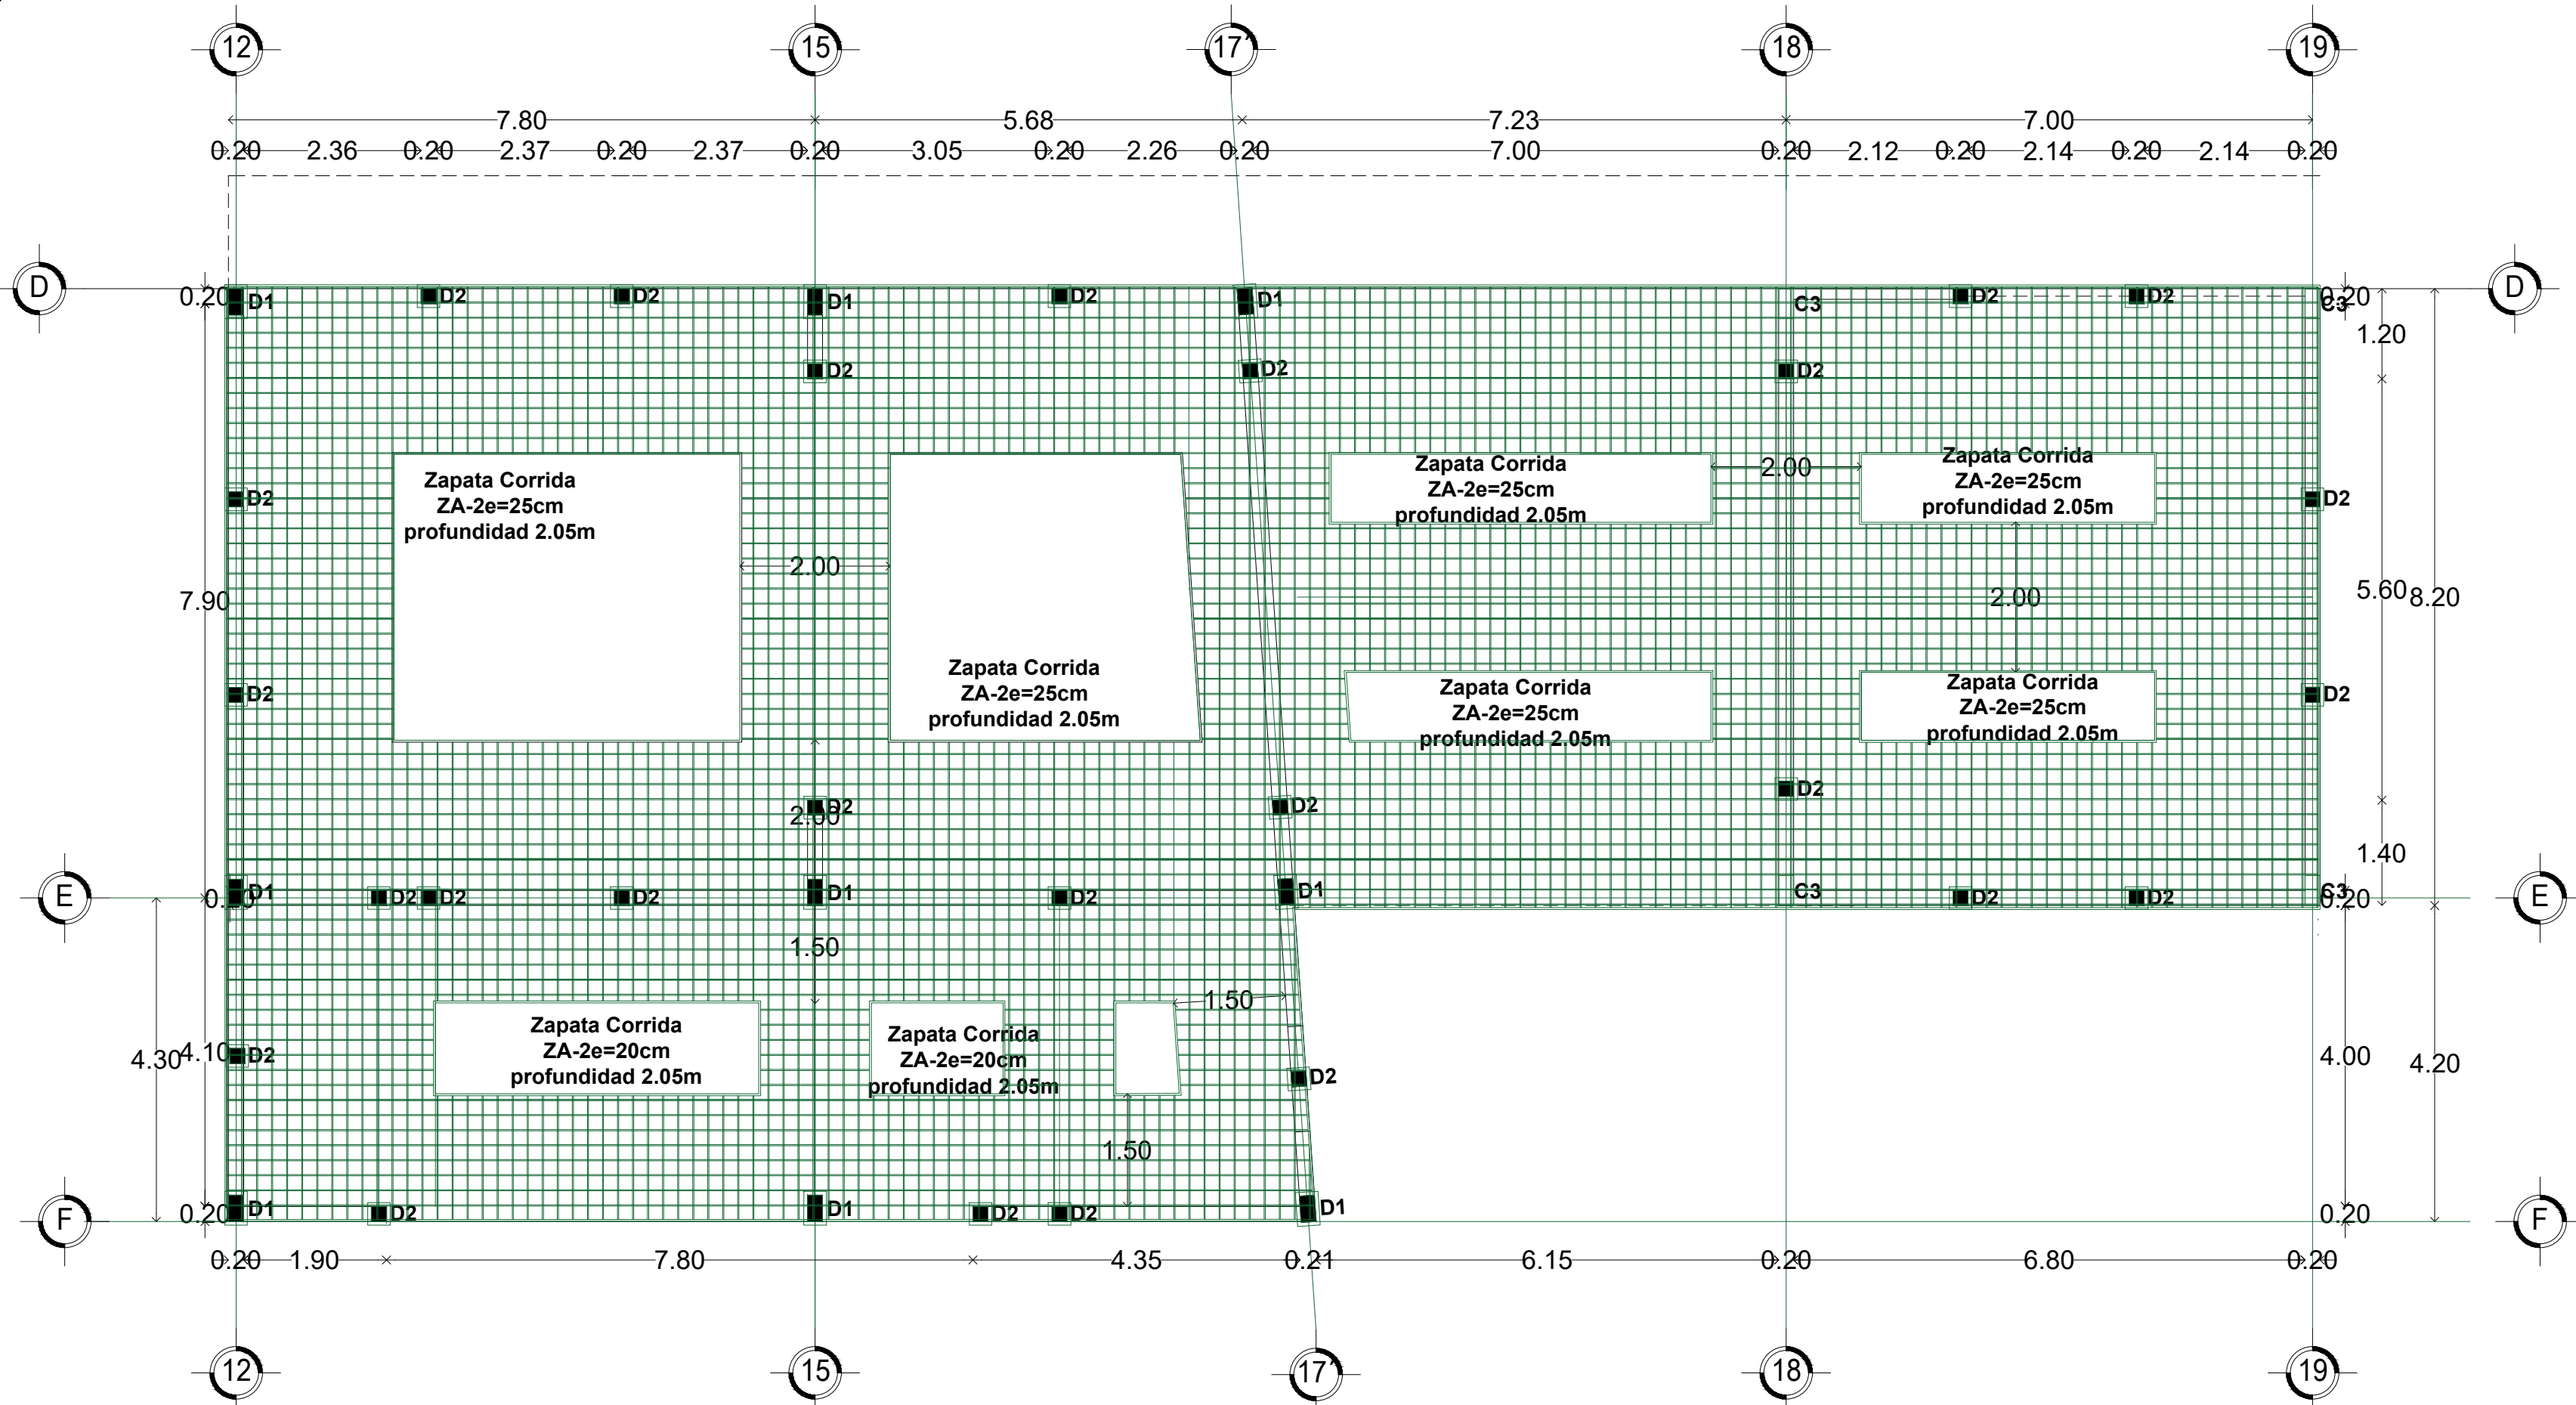 12 15 17' 18 19
7.80 5.68 7.23 7.00
0.20 2.36 0.20 2.37 0.20 2.37 0.20 3.05 0.20 2.26 0.20 7.00 0.20 2.12 0.20 2.14 0.20 2.14 0.20
D D
0.20 D1 D2 D2 D1 D2 D1 C3 D2 D2 C3 0.20
1.20
D2 D2 D2
Zapata Corrida
ZA-2e=25cm
profundidad 2.05m
Zapata Corrida
ZA-2e=25cm
profundidad 2.05m
2.00
Zapata Corrida
ZA-2e=25cm
profundidad 2.05m
D2 D2
2.00
7.90 2.00 5.60 8.20
Zapata Corrida
ZA-2e=25cm
profundidad 2.05m
Zapata Corrida
ZA-2e=25cm
profundidad 2.05m
Zapata Corrida
ZA-2e=25cm
profundidad 2.05m
D2 D2
D2
D2 D2
2.00
1.40
E E
D1 D2 D2 D2 D1 D2 D1 C3 D2 D2 C3 0.20
1.50
1.50
Zapata Corrida
ZA-2e=20cm
profundidad 2.05m
Zapata Corrida
ZA-2e=20cm
profundidad 2.05m
4.30 4.10 D2 4.00 4.20
D2
1.50
F F
0.20 D1 D2 D1 D2 D2 D1 0.20
0.20 1.90 7.80 4.35 0.21 6.15 0.20 6.80 0.20
12 15 17' 18 19